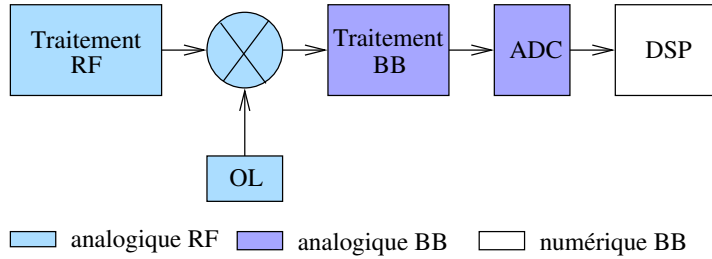 Traitement
RF
Traitement
BB
ADC
DSP
OL
analogique RF
analogique BB
numérique BB